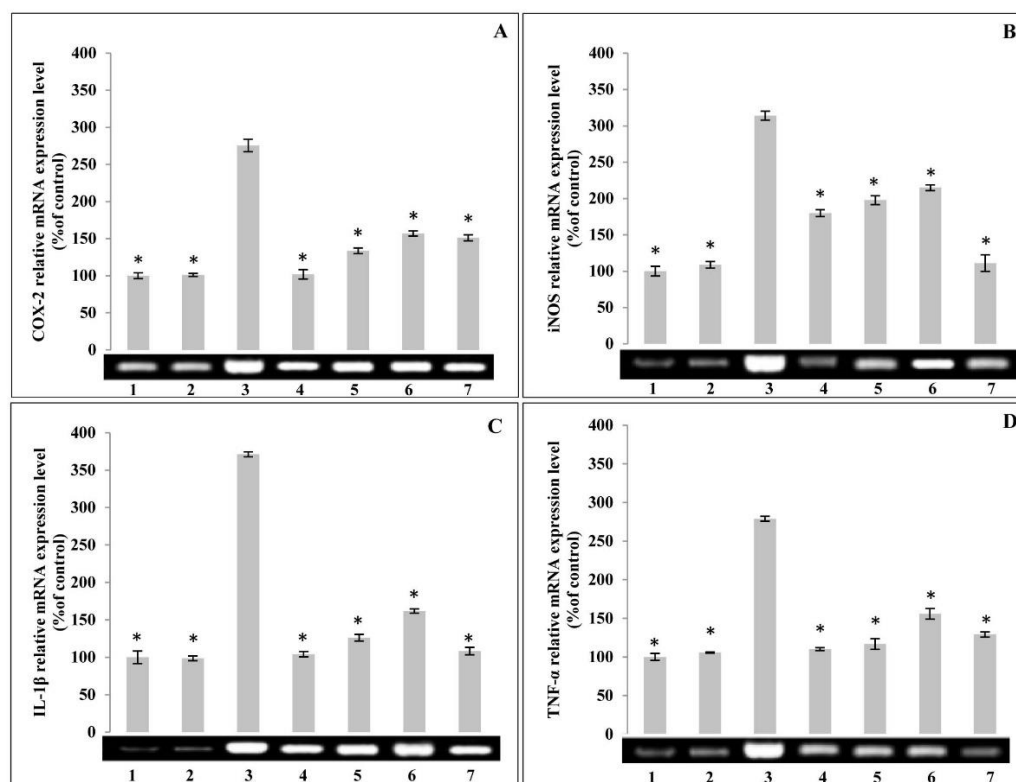 A
COX-2 relative mRNA expression level
(%of control)
400
350
300
250
200
150
100
50
0
* * * * * *
1 2 3 4 5 6 7
B
iNOS relative mRNA expression level
(%of control)
400
350
300
250
200
150
100
50
0
* * * * * *
1 2 3 4 5 6 7
C
IL-1β relative mRNA expression level
(%of control)
400
350
300
250
200
150
100
50
0
* * * * * *
1 2 3 4 5 6 7
D
TNF-α relative mRNA expression level
(%of control)
400
350
300
250
200
150
100
50
0
* * * * * *
1 2 3 4 5 6 7